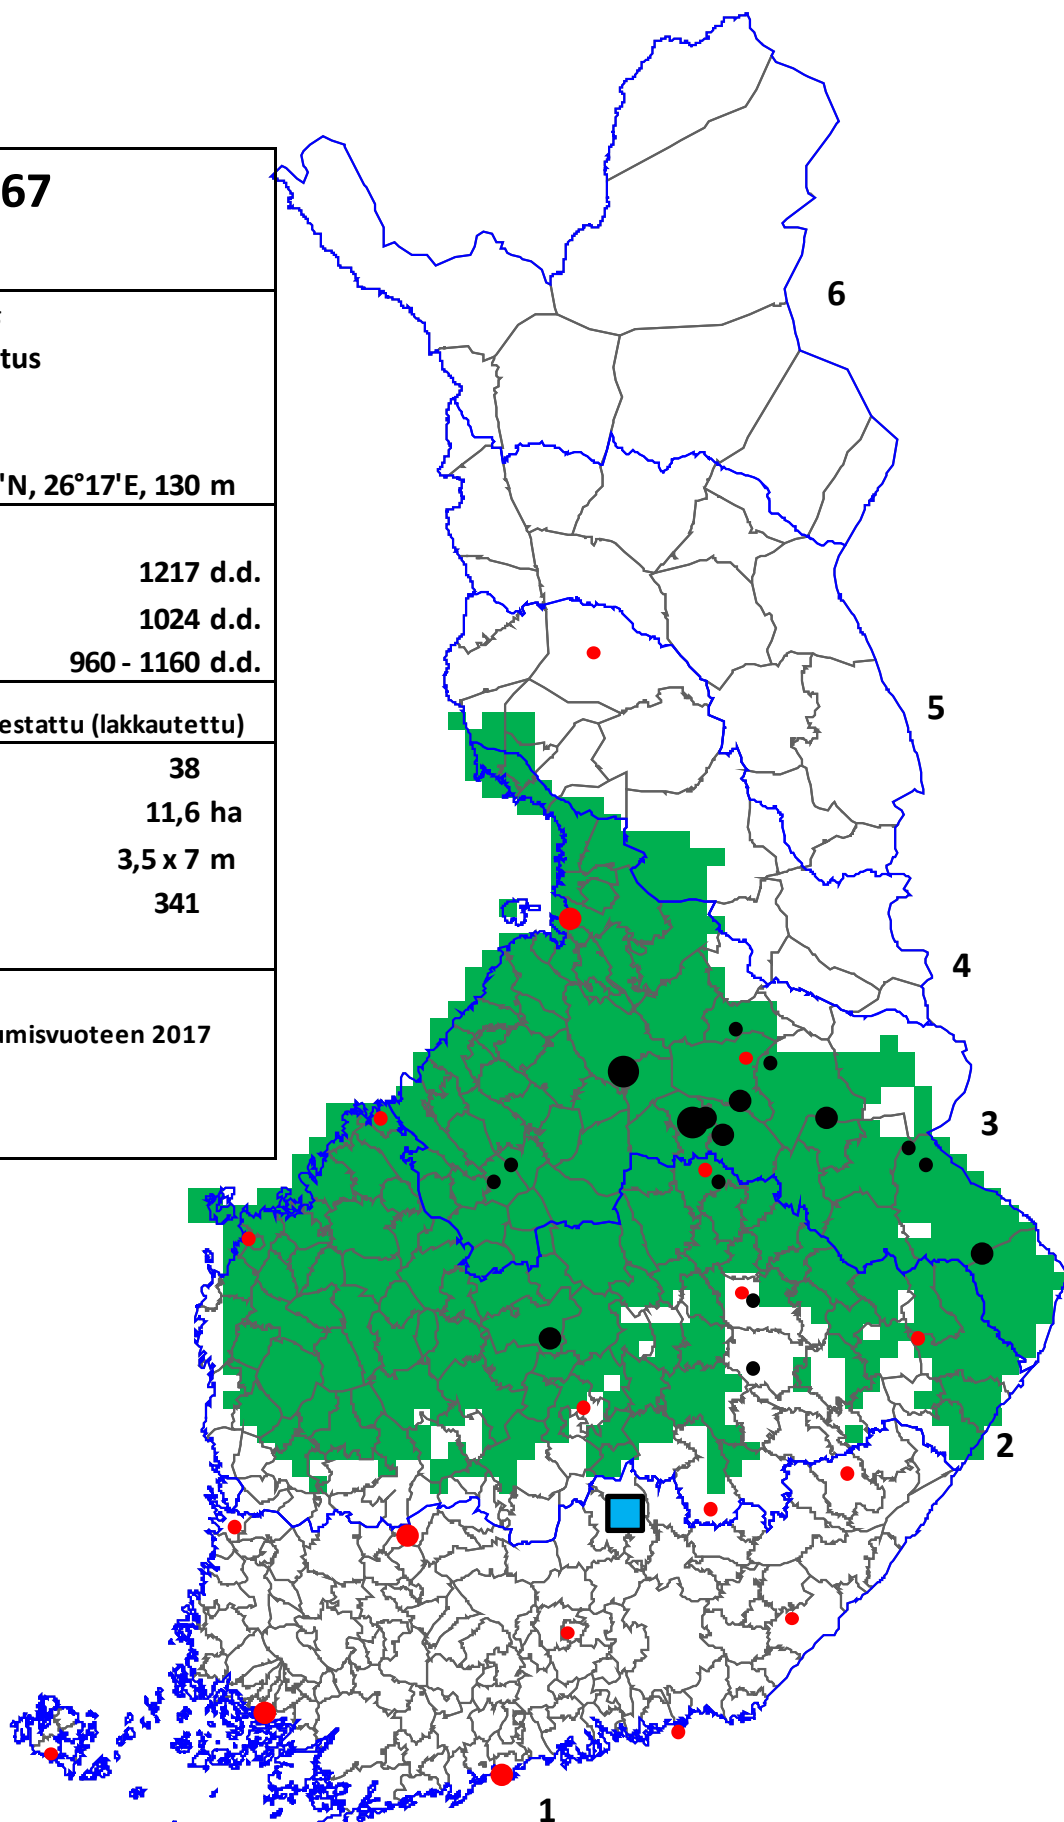 67
tus
'N, 26°17'E, 130 m
1217 d.d.
1024 d.d.
960 - 1160 d.d.
estattu (lakkautettu)
38
11,6 ha
3,5 x 7 m
341
umisvuoteen 2017
6
5
4
3
2
1